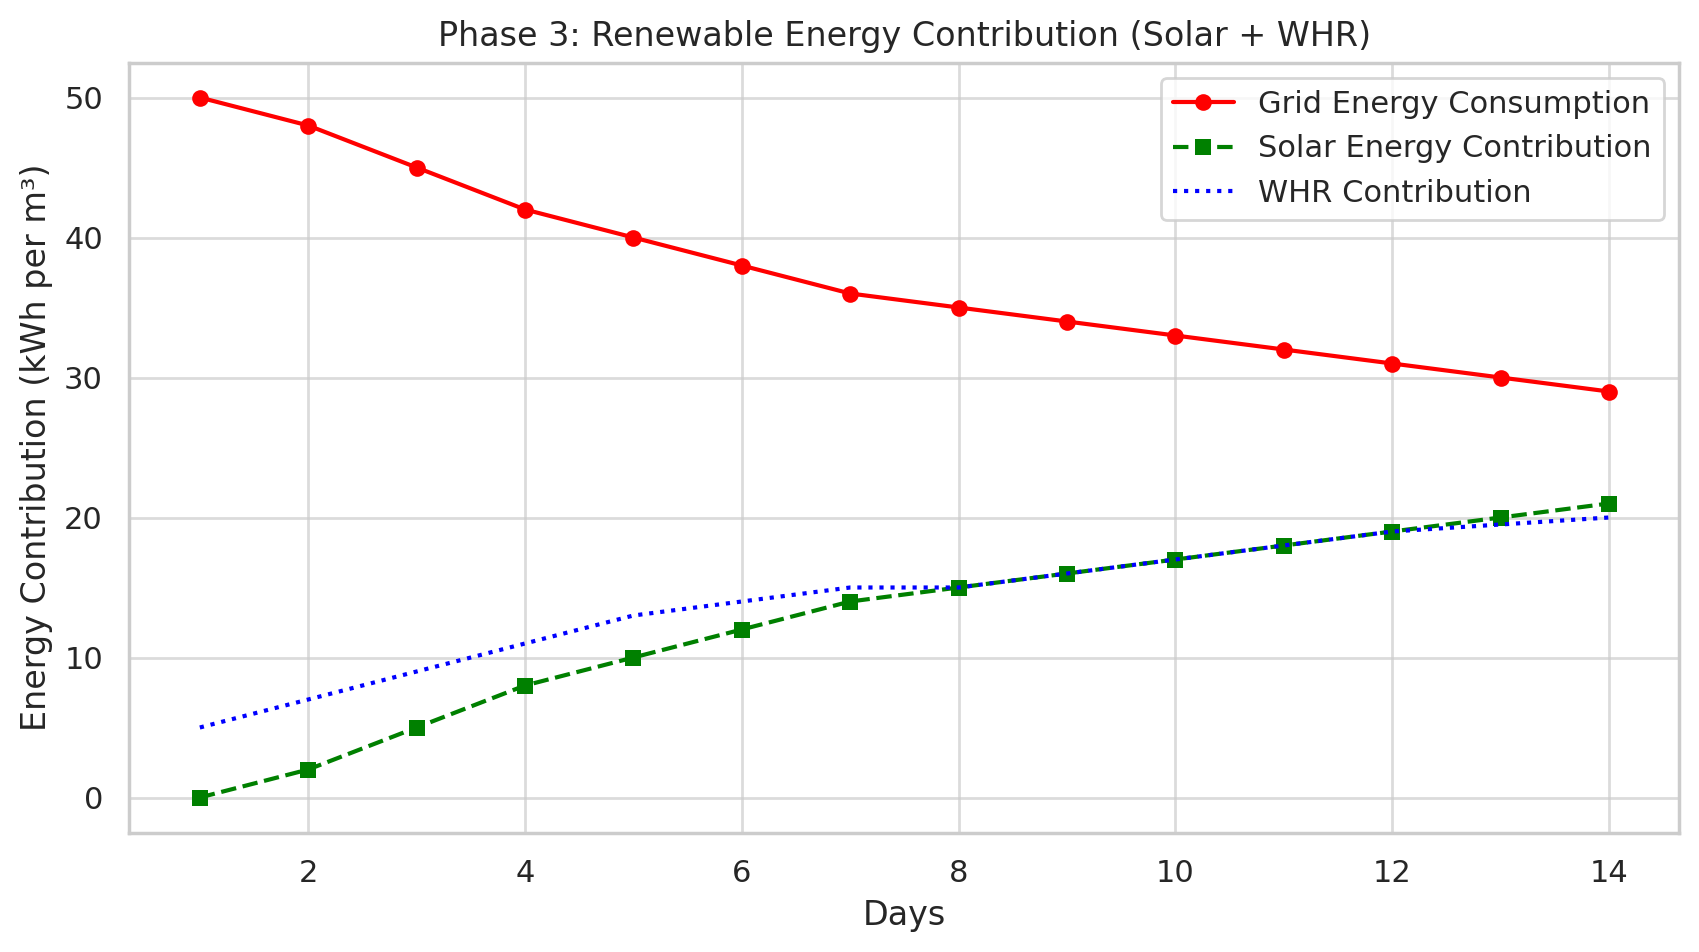 Phase 3: Renewable Energy Contribution (Solar + WHR)
Grid Energy Consumption
Solar Energy Contribution
WHR Contribution
Energy Contribution (kWh per m³)
50
40
30
20
10
0
2 4 6 8 10 12 14
Days